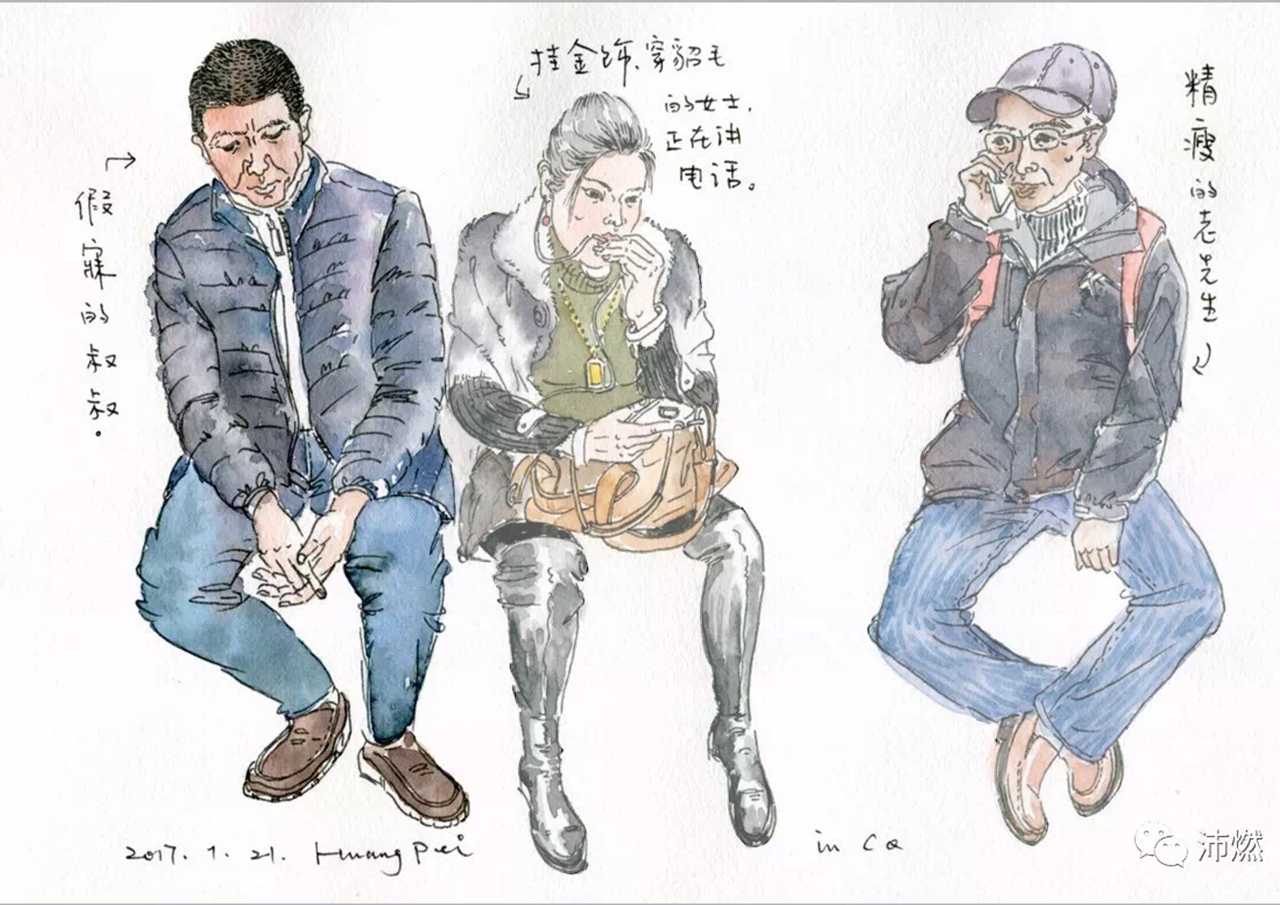 假寐的叔叔.
挂金饰、穿貂毛
的女士,
正在讲
电话。
精瘦的老先生
2017. 1. 21. Huang Pei
in CQ
沛燃